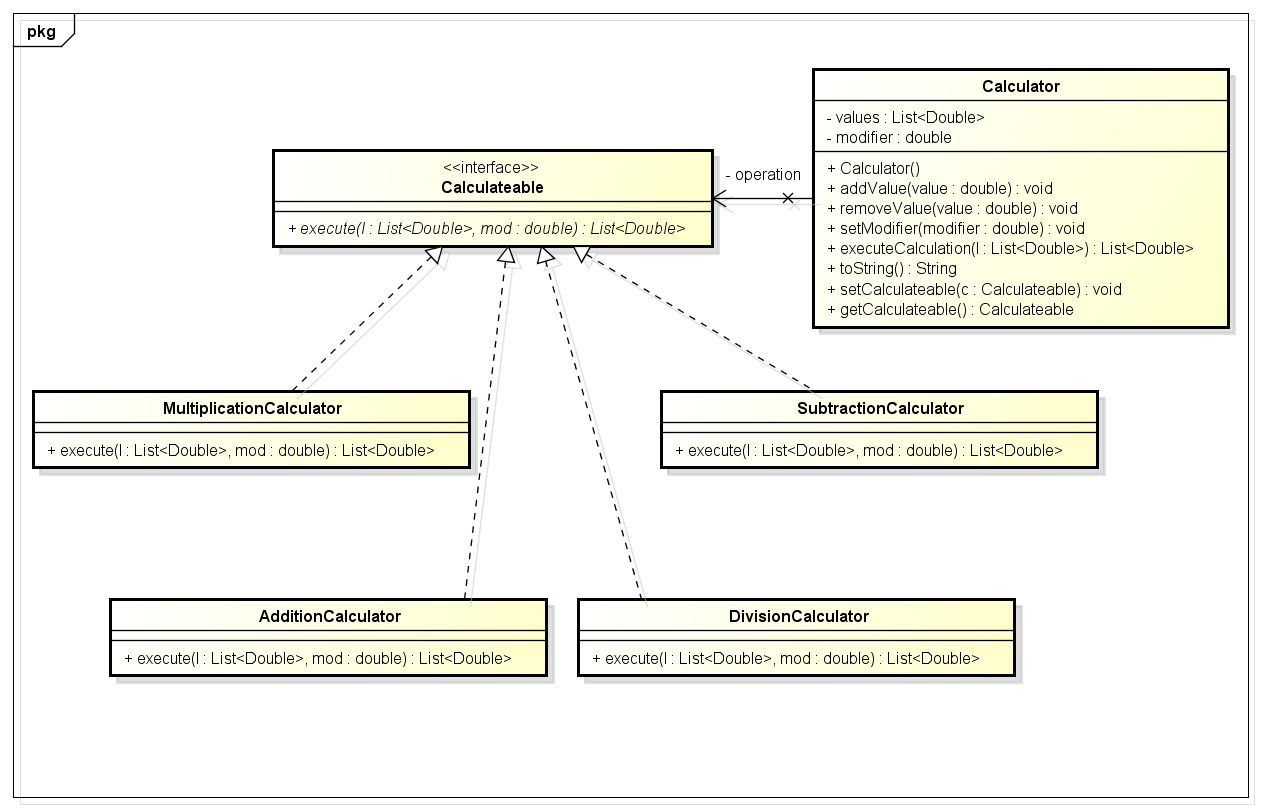 pkg
Calculator
- values : List<Double>
- modifier : double
+ Calculator()
+ addValue(value : double) : void
+ removeValue(value : double) : void
+ setModifier(modifier : double) : void
+ executeCalculation(l : List<Double>) : List<Double>
+ toString() : String
+ setCalculateable(c : Calculateable) : void
+ getCalculateable() : Calculateable
- operation
<<interface>>
Calculateable
+ execute(l : List<Double>, mod : double) : List<Double>
MultiplicationCalculator
+ execute(l : List<Double>, mod : double) : List<Double>
SubtractionCalculator
+ execute(l : List<Double>, mod : double) : List<Double>
AdditionCalculator
+ execute(l : List<Double>, mod : double) : List<Double>
DivisionCalculator
+ execute(l : List<Double>, mod : double) : List<Double>